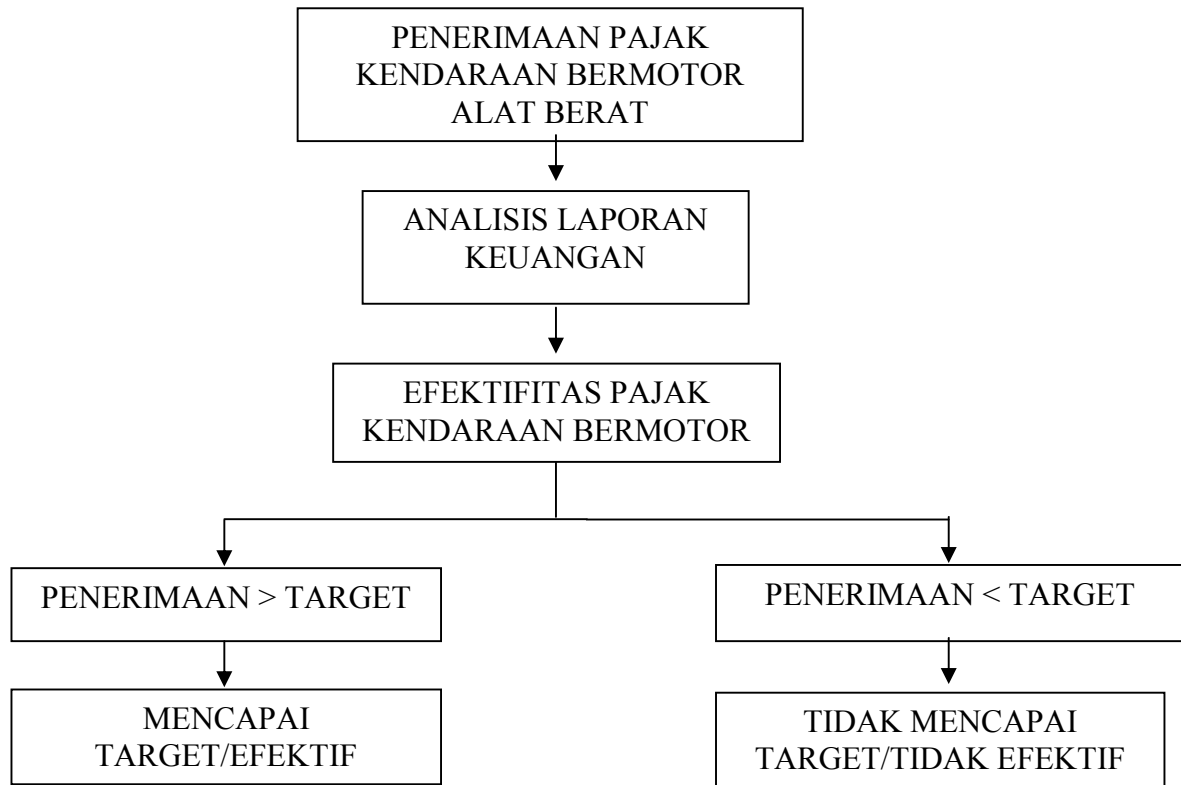 PENERIMAAN PAJAK
KENDARAAN BERMOTOR
ALAT BERAT
ANALISIS LAPORAN
KEUANGAN
EFEKTIFITAS PAJAK
KENDARAAN BERMOTOR
PENERIMAAN > TARGET
PENERIMAAN < TARGET
MENCAPAI
TARGET/EFEKTIF
TIDAK MENCAPAI
TARGET/TIDAK EFEKTIF